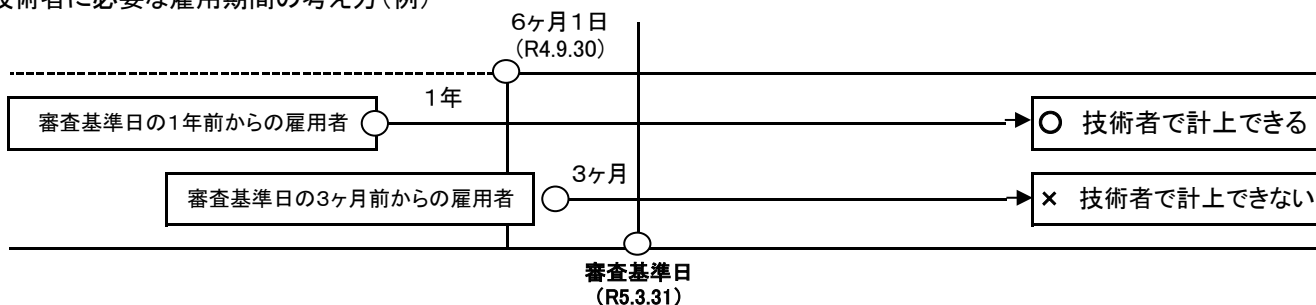 技術者に必要な雇用期間の考え方(例)
6ヶ月1日
(R4.9.30)
1年
審査基準日の1年前からの雇用者
○ 技術者で計上できる
3ヶ月
審査基準日の3ヶ月前からの雇用者
× 技術者で計上できない
審査基準日
(R5.3.31)